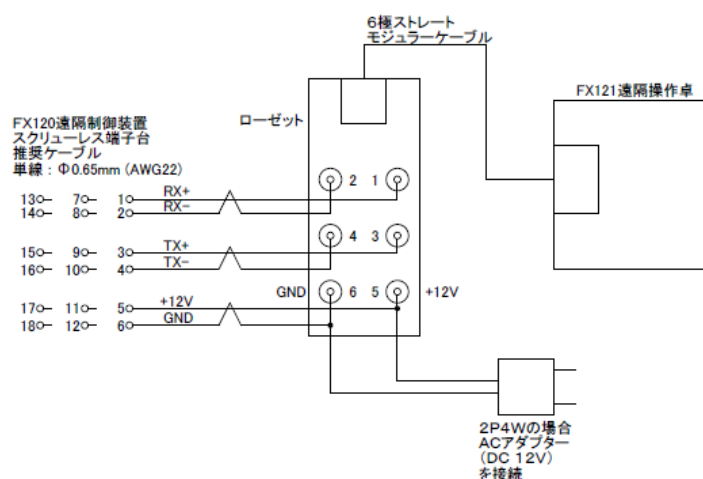 6極ストレート
モジュラーケーブル
FX121遠隔操作卓
ローゼット
FX120遠隔制御装置
スクリューレス端子台
推奨ケーブル
単線:Φ0.65mm (AWG22)
13 7 1 RX+
14 8 2 RX-
2 1
15 9 3 TX+
16 10 4 TX-
4 3
GND 6 5 +12V
17 11 5 +12V
18 12 6 GND
2P4Wの場合
ACアダプター
(DC 12V)
を接続